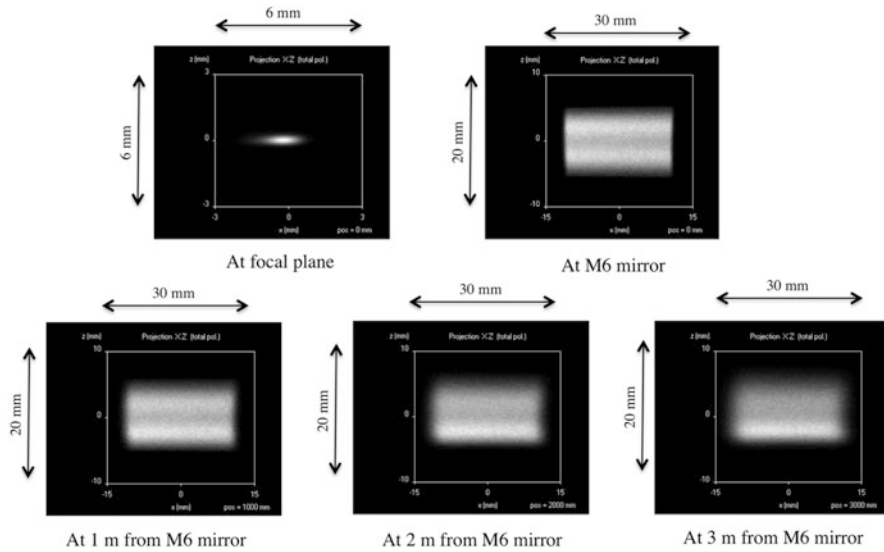 6 mm
30 mm
6 mm
z [mm] Projection XZ (total pol.)
3
0
-3
-3 0 3
x [mm] pos = 0 mm
20 mm
z [mm] Projection XZ (total pol.)
10
0
-10
-15 0 15
x [mm] pos = 0 mm
At focal plane
At M6 mirror
30 mm
30 mm
30 mm
20 mm
z [mm] Projection XZ (total pol.)
10
0
-10
-15 0 15
x [mm] pos = 1000 mm
20 mm
z [mm] Projection XZ (total pol.)
10
0
-10
-15 0 15
x [mm] pos = 2000 mm
20 mm
z [mm] Projection XZ (total pol.)
10
0
-10
-15 0 15
x [mm] pos = 3000 mm
At 1 m from M6 mirror
At 2 m from M6 mirror
At 3 m from M6 mirror